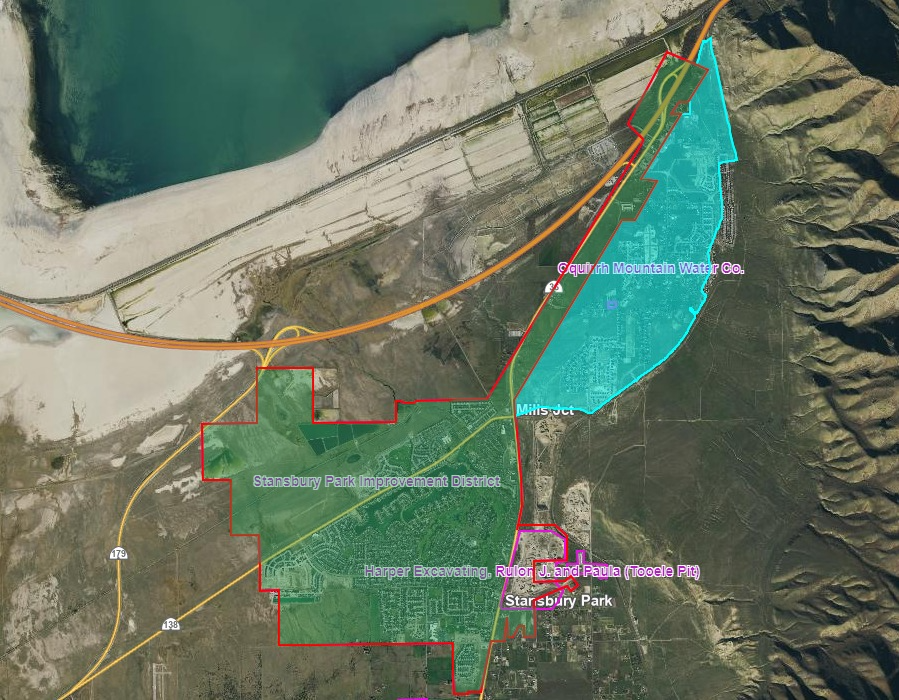 Oquirrh Mountain Water Co.
36
Mills Jct
Stansbury Park Improvement District
179
Harper Excavating, Rulon J. and Paula (Tooele Pit)
Stansbury Park
138